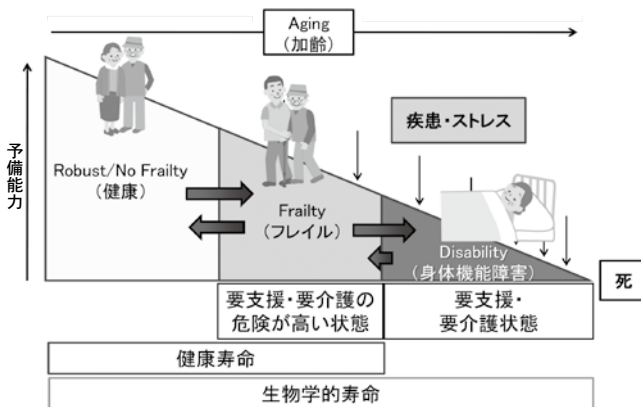 Aging
（加齢）
予備能力
疾患・ストレス
Robust/No Frailty
（健康）
Frailty
（フレイル）
Disability
（身体機能障害）
死
要支援・要介護の
危険が高い状態
要支援・
要介護状態
健康寿命
生物学的寿命